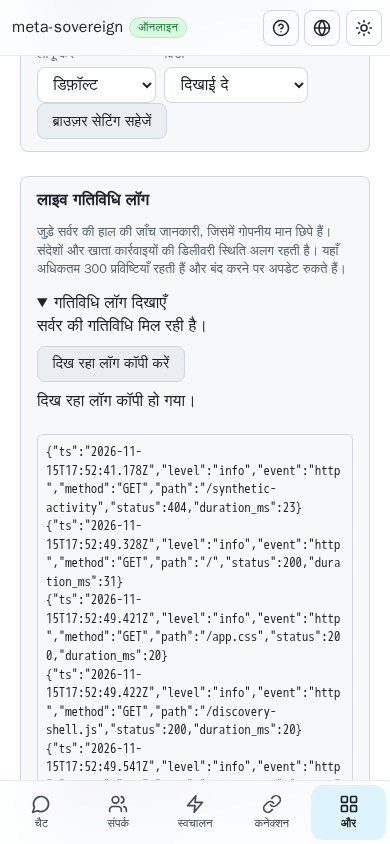 meta-sovereign
ऑनलाइन
डिफ़ॉल्ट
दिखाई दे
ब्राउज़र सेटिंग सहेजें
लाइव गतिविधि लॉग
जुड़े सर्वर की हाल की जाँच जानकारी, जिसमें गोपनीय मान छिपे हैं।
संदेशों और खाता कार्रवाइयों की डिलीवरी स्थिति अलग रहती है। यहाँ
अधिकतम 300 प्रविष्टियाँ रहती हैं और बंद करने पर अपडेट रुकते हैं।
▼ गतिविधि लॉग दिखाएँ
सर्वर की गतिविधि मिल रही है।
दिख रहा लॉग कॉपी करें
दिख रहा लॉग कॉपी हो गया।
{"ts":"2026-11-
15T17:52:41.178Z","level":"info","event":"http
","method":"GET","path":"/synthetic-
activity","status":404,"duration_ms":23}
{"ts":"2026-11-
15T17:52:49.328Z","level":"info","event":"http
","method":"GET","path":"/","status":200,"dura
tion_ms":31}
{"ts":"2026-11-
15T17:52:49.421Z","level":"info","event":"http
","method":"GET","path":"/app.css","status":20
0,"duration_ms":20}
{"ts":"2026-11-
15T17:52:49.422Z","level":"info","event":"http
","method":"GET","path":"/discovery-
shell.js","status":200,"duration_ms":20}
{"ts":"2026-11-
15T17:52:49.541Z","level":"info","event":"http
चैट
संपर्क
स्वचालन
कनेक्शन
और